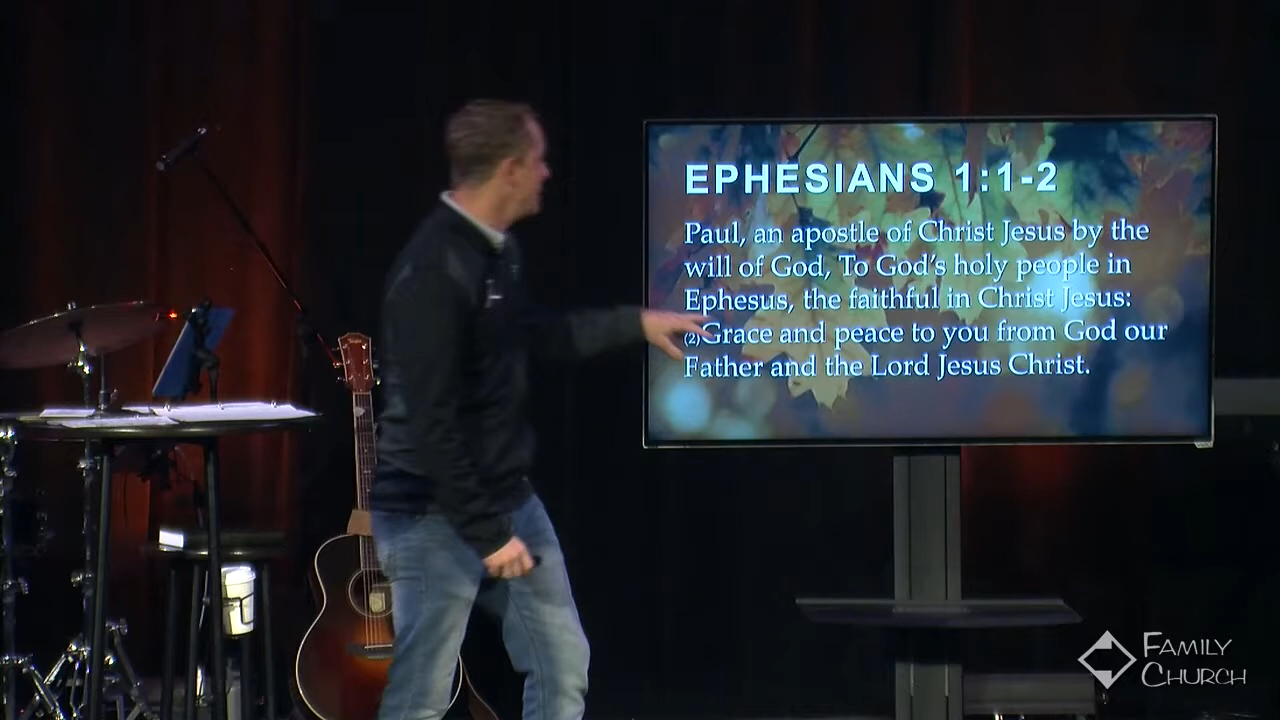 EPHESIANS 1:1-2
Paul, an apostle of Christ Jesus by the
will of God, To God's holy people in
Ephesus, the faithful in Christ Jesus:
(2)Grace and peace to you from God our
Father and the Lord Jesus Christ.
FAMILY
CHURCH